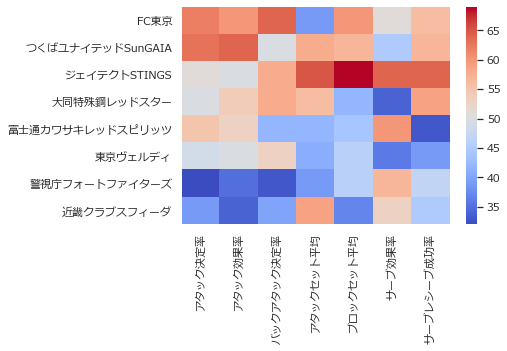 FC東京
つくばユナイテッドSunGAIA
ジェイテクトSTINGS
大同特殊鋼レッドスター
富士通カワサキレッドスピリッツ
東京ヴェルディ
警視庁フォートファイターズ
近畿クラブスフィーダ
アタック決定率
アタック効果率
バックアタック決定率
アタックセット平均
ブロックセット平均
サーブ効果率
サーブレシーブ成功率
65
60
55
50
45
40
35